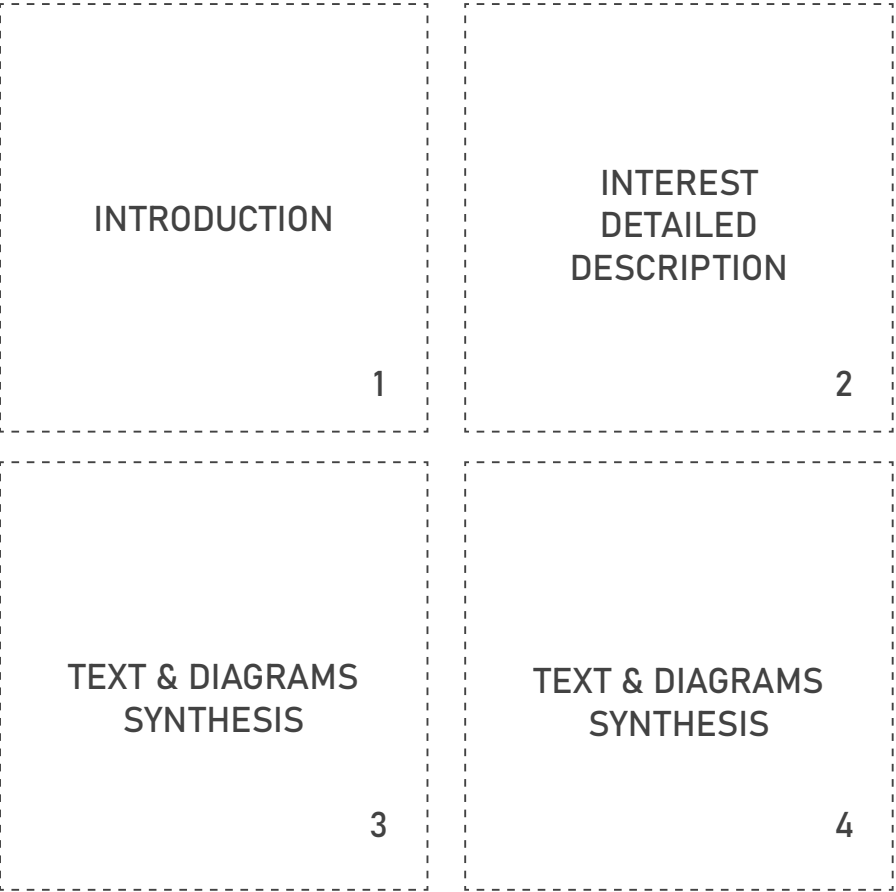 INTRODUCTION
1
INTEREST
DETAILED
DESCRIPTION
2
TEXT & DIAGRAMS
SYNTHESIS
3
TEXT & DIAGRAMS
SYNTHESIS
4